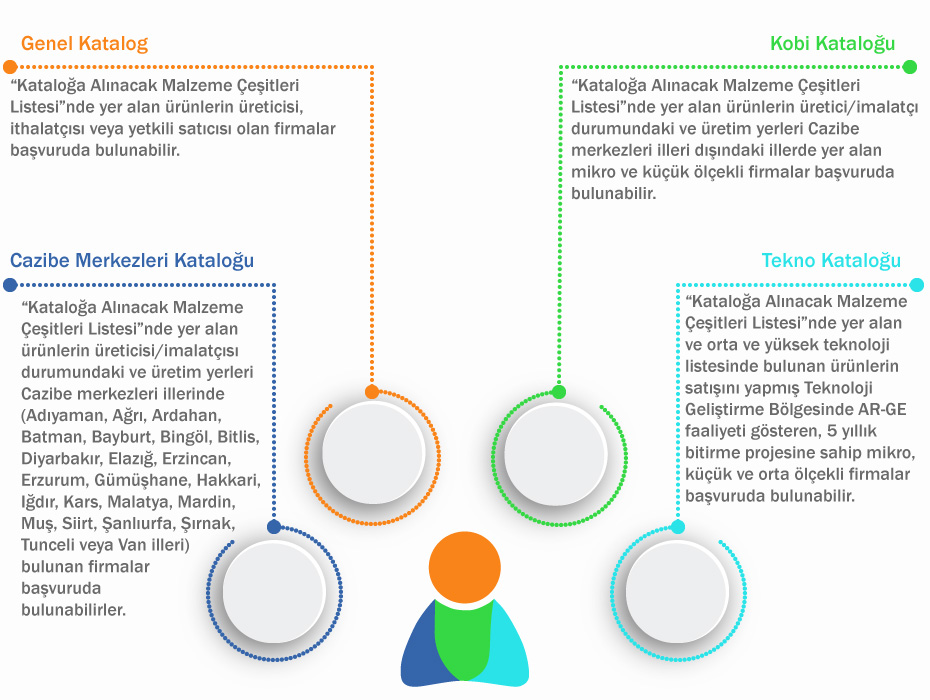 Genel Katalog
“Kataloğa Alınacak Malzeme Çeşitleri
Listesi”nde yer alan ürünlerin üreticisi,
ithalatçısı veya yetkili satıcısı olan firmalar
başvuruda bulunabilir.
Kobi Kataloğu
“Kataloğa Alınacak Malzeme Çeşitleri
Listesi”nde yer alan ürünlerin üretici/imalatçı
durumundaki ve üretim yerleri Cazibe
merkezleri illeri dışındaki illerde yer alan
mikro ve küçük ölçekli firmalar başvuruda
bulunabilir.
Cazibe Merkezleri Kataloğu
“Kataloğa Alınacak Malzeme
Çeşitleri Listesi”nde yer alan
ürünlerin üreticisi/imalatçısı
durumundaki ve üretim yerleri
Cazibe merkezleri illerinde
(Adıyaman, Ağrı, Ardahan,
Batman, Bayburt, Bingöl, Bitlis,
Diyarbakır, Elazığ, Erzincan,
Erzurum, Gümüşhane, Hakkari,
Iğdır, Kars, Malatya, Mardin,
Muş, Siirt, Şanlıurfa, Şırnak,
Tunceli veya Van illeri)
bulunan firmalar
başvuruda
bulunabilirler.
Tekno Kataloğu
“Kataloğa Alınacak Malzeme
Çeşitleri Listesi”nde yer alan
ve orta ve yüksek teknoloji
listesinde bulunan ürünlerin
satışını yapmış Teknoloji
Geliştirme Bölgesinde AR-GE
faaliyeti gösteren, 5 yıllık
bitirme projesine sahip mikro,
küçük ve orta ölçekli firmalar
başvuruda bulunabilir.